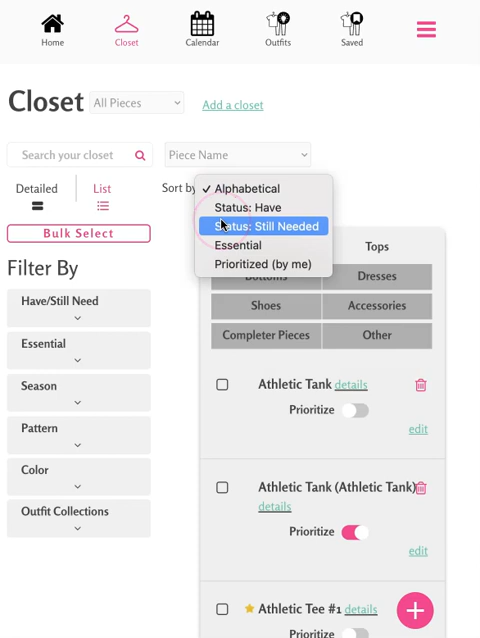 Home
Closet
Calendar
Outfits
Saved
Closet
All Pieces
Add a closet
Search your closet
Piece Name
Detailed
List
Sort by
✓ Alphabetical
Status: Have
Status: Still Needed
Essential
Prioritized (by me)
Bulk Select
Filter By
Have/Still Need
Essential
Season
Pattern
Color
Outfit Collections
Tops
Bottoms
Dresses
Shoes
Accessories
Completer Pieces
Other
Athletic Tank details
Prioritize
edit
Athletic Tank (Athletic Tank)
details
Prioritize
edit
Athletic Tee #1 details
Prioritize